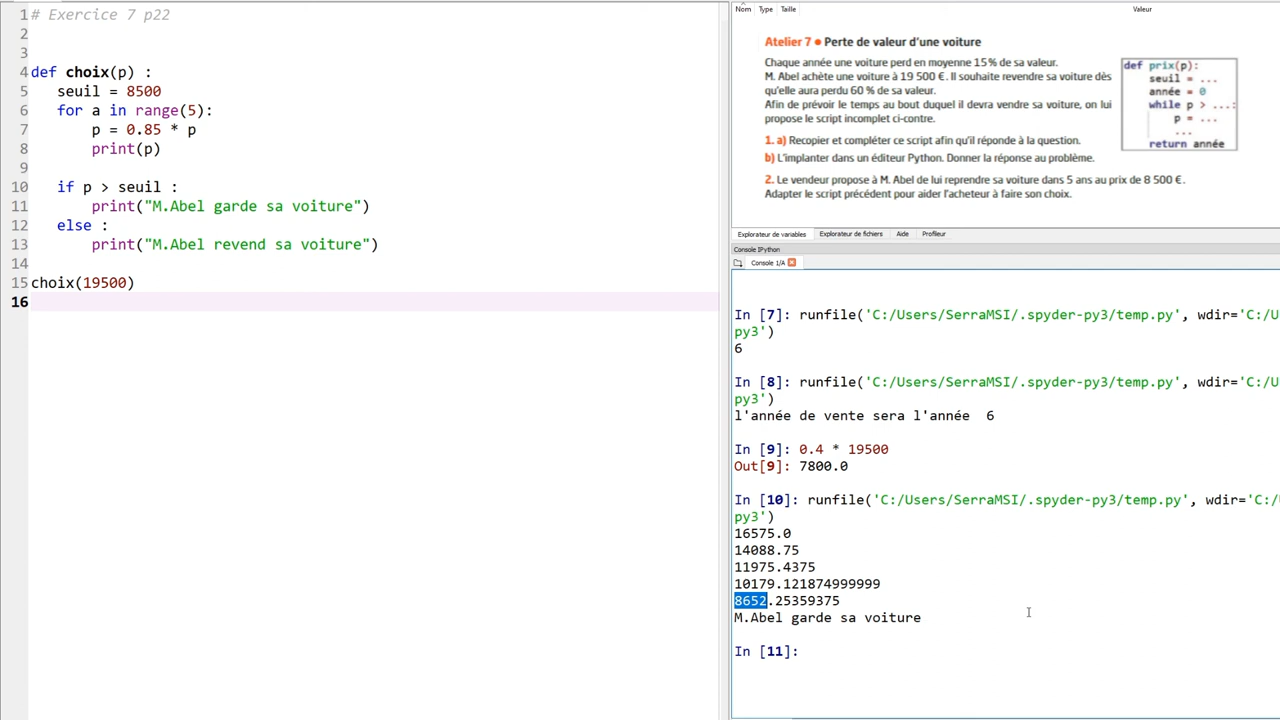 1# Exercice 7 p22
2
3
4def choix(p) :
5    seuil = 8500
6    for a in range(5):
7        p = 0.85 * p
8        print(p)
9
10    if p > seuil :
11        print("M.Abel garde sa voiture")
12    else :
13        print("M.Abel revend sa voiture")
14
15choix(19500)
16
Nom Type Taille Valeur
Atelier 7 ● Perte de valeur d'une voiture
Chaque année une voiture perd en moyenne 15 % de sa valeur.
M. Abel achète une voiture à 19 500 €. Il souhaite revendre sa voiture dès
qu'elle aura perdu 60 % de sa valeur.
Afin de prévoir le temps au bout duquel il devra vendre sa voiture, on lui
propose le script incomplet ci-contre.
1. a) Recopier et compléter ce script afin qu'il réponde à la question.
b) L'implanter dans un éditeur Python. Donner la réponse au problème.
2. Le vendeur propose à M. Abel de lui reprendre sa voiture dans 5 ans au prix de 8 500 €.
Adapter le script précédent pour aider l'acheteur à faire son choix.
def prix(p):
seuil = ...
année = 0
while p > ...:
p = ...
...
return année
Explorateur de variables Explorateur de fichiers Aide Profileur
Console IPython
Console 1/A
In [7]: runfile('C:/Users/SerraMSI/.spyder-py3/temp.py', wdir='C:/U
py3')
6
In [8]: runfile('C:/Users/SerraMSI/.spyder-py3/temp.py', wdir='C:/U
py3')
l'année de vente sera l'année  6
In [9]: 0.4 * 19500
Out[9]: 7800.0
In [10]: runfile('C:/Users/SerraMSI/.spyder-py3/temp.py', wdir='C:/
py3')
16575.0
14088.75
11975.4375
10179.121874999999
8652.25359375
M.Abel garde sa voiture
In [11]: